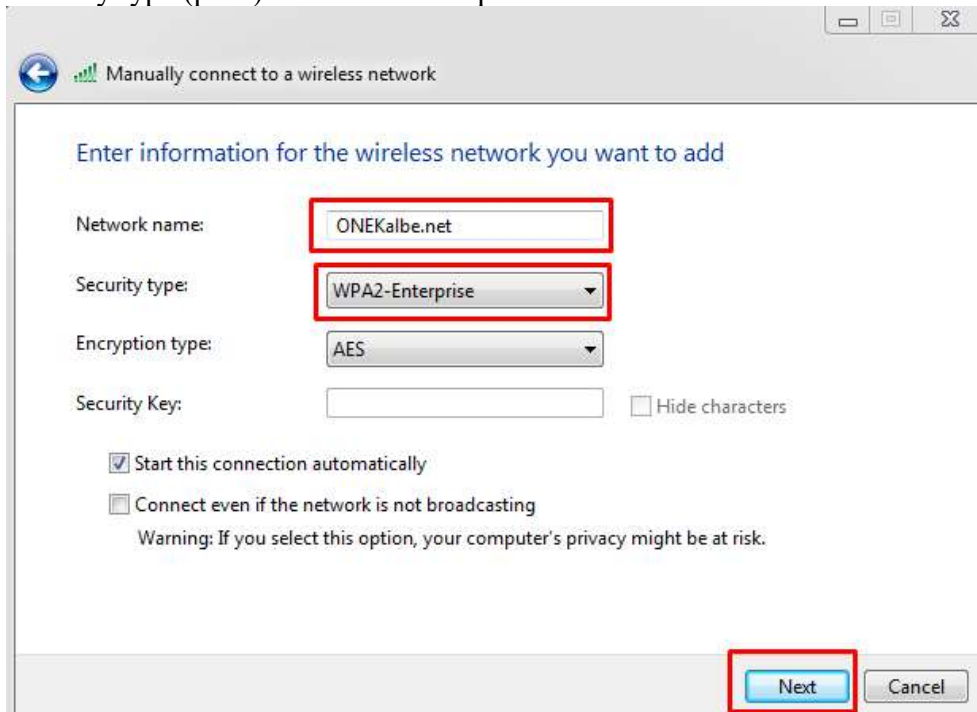 Manually connect to a wireless network
Enter information for the wireless network you want to add
Network name: ONEKalbe.net
Security type: WPA2-Enterprise
Encryption type: AES
Security Key: Hide characters
Start this connection automatically
Connect even if the network is not broadcasting
Warning: If you select this option, your computer's privacy might be at risk.
Next Cancel